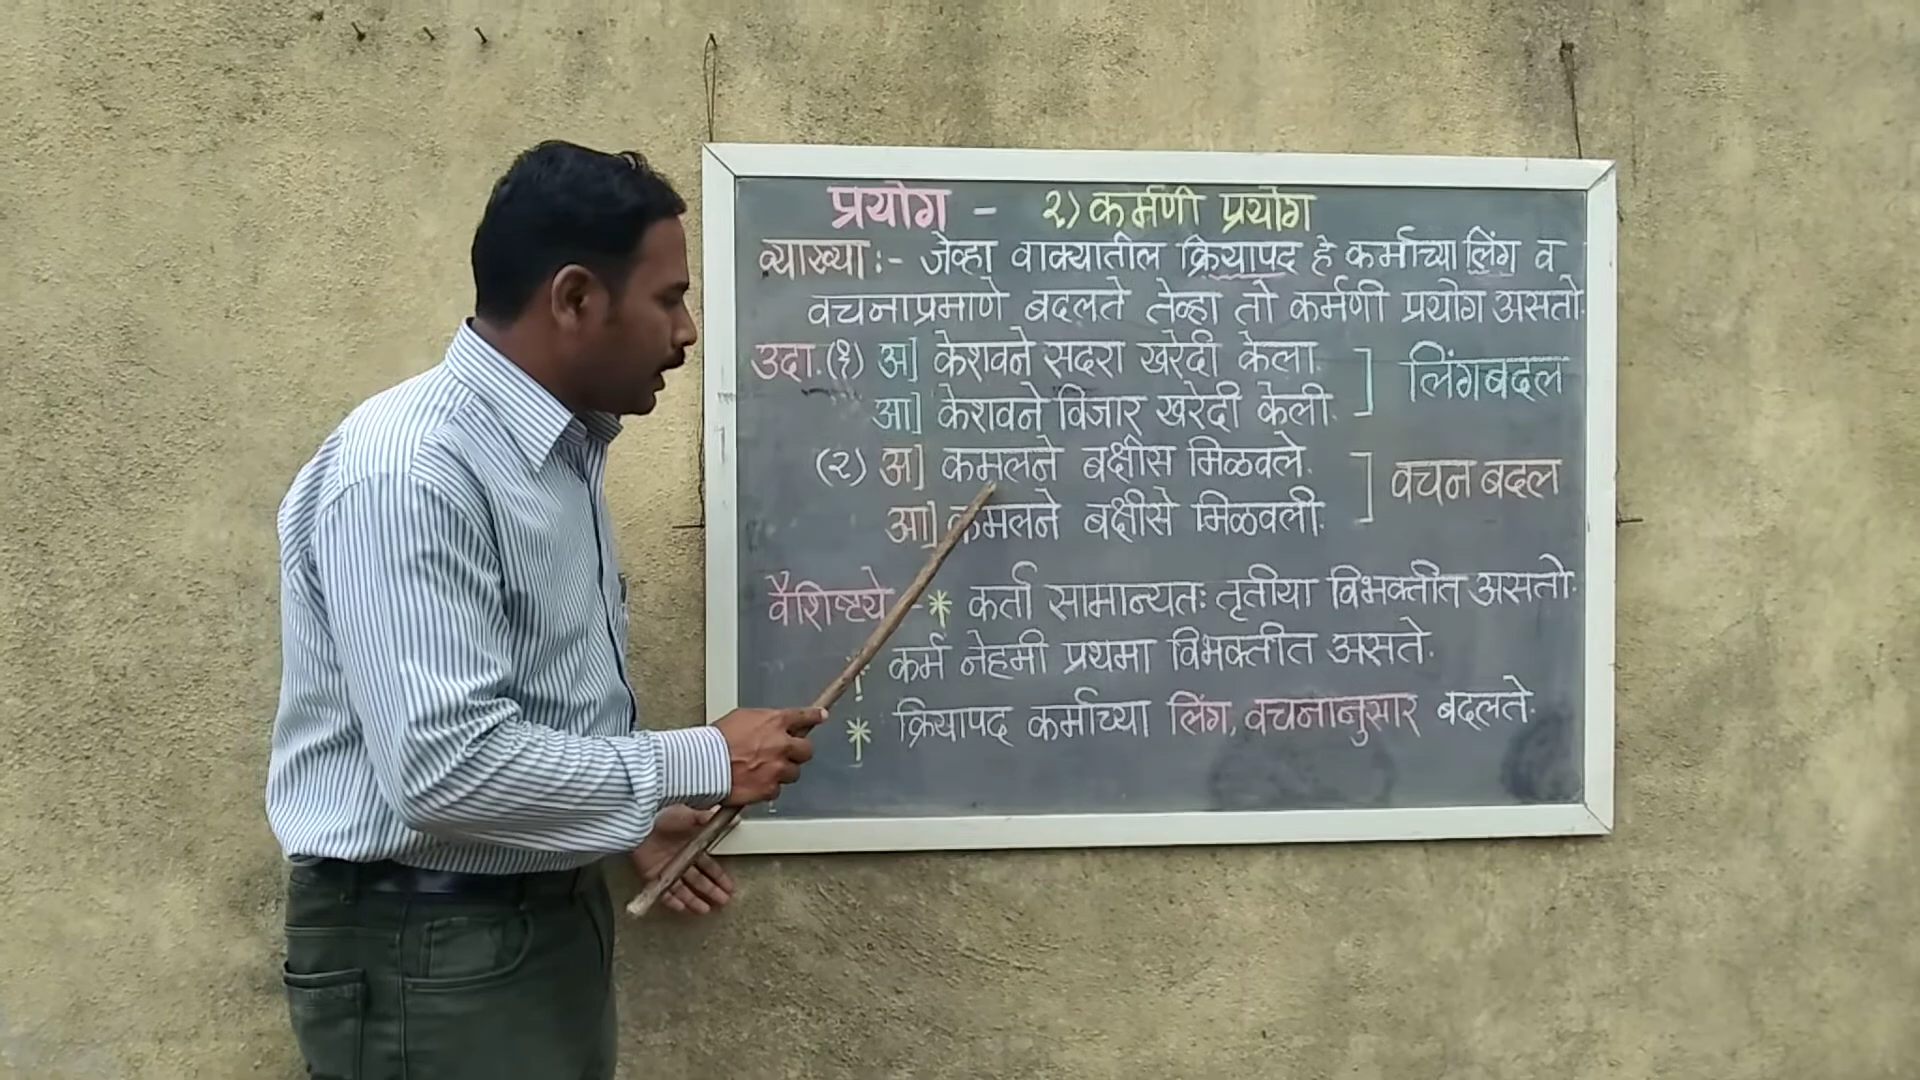 प्रयोग - २) कर्मणी प्रयोग
व्याख्या :- जेव्हा वाक्यातील क्रियापद हे कर्माच्या लिंग व
वचनाप्रमाणे बदलते तेव्हा तो कर्मणी प्रयोग असतो.
उदा. (१) अ] केशवने सदरा खरेदी केला.
आ] केशवने विजार खरेदी केली.
] लिंगबदल
(२) अ] कमलने बक्षीस मिळवले.
आ] कमलने बक्षीसे मिळवली.
] वचन बदल
वैशिष्ट्ये -* कर्ता सामान्यतः तृतीया विभक्तीत असतो.
कर्म नेहमी प्रथमा विभक्तीत असते.
* क्रियापद कर्माच्या लिंग, वचनानुसार बदलते.